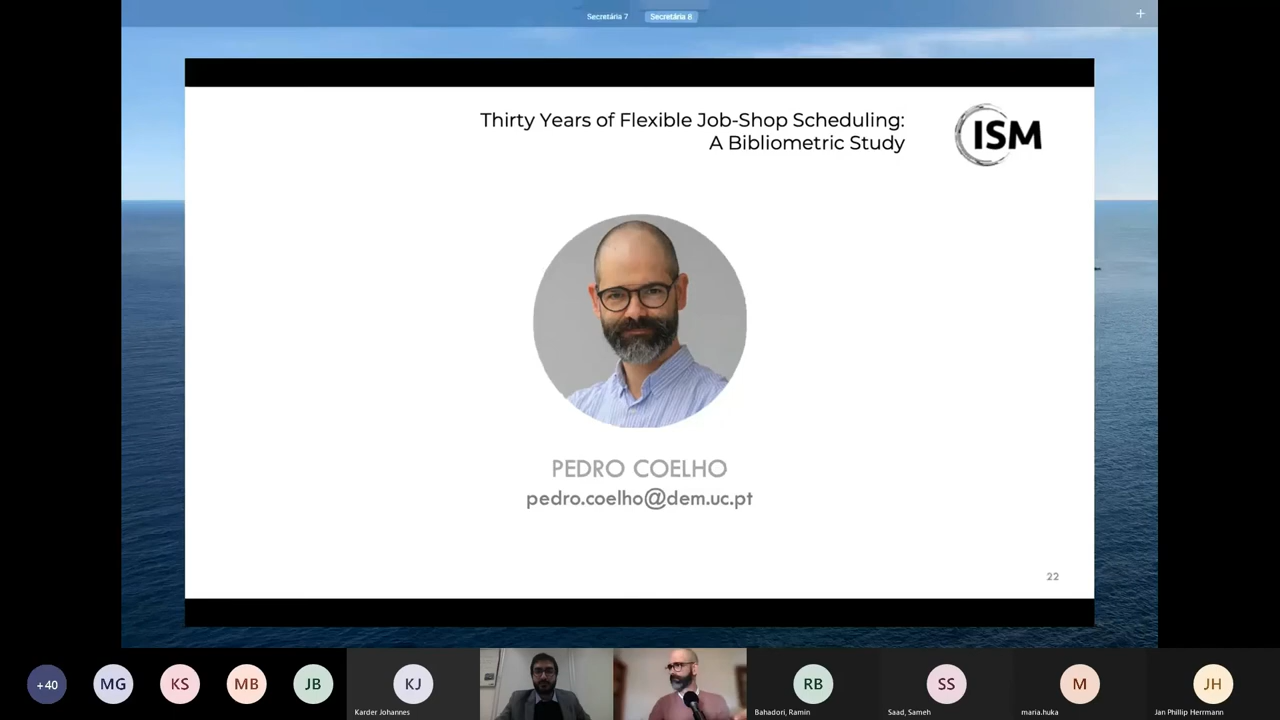 Secretária 7
Secretária 8
Thirty Years of Flexible Job-Shop Scheduling:
A Bibliometric Study
ISM
PEDRO COELHO
pedro.coelho@dem.uc.pt
22
+40
MG
KS
MB
JB
KJ
Karder Johannes
RB
Bahadori, Ramin
SS
Saad, Sameh
M
maria.huka
JH
Jan Phillip Herrmann